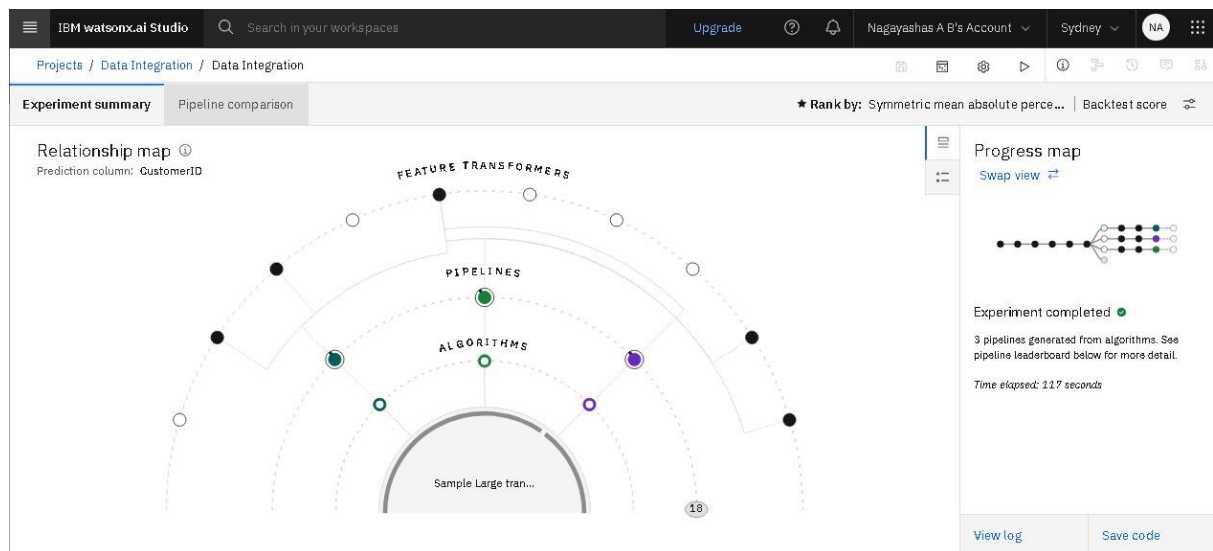 IBM watsonx.ai Studio
Search in your workspaces
Upgrade
Nagayashas A B's Account
Sydney
NA
Projects / Data Integration / Data Integration
Experiment summary
Pipeline comparison
★ Rank by: Symmetric mean absolute perce... | Backtest score
Relationship map
Prediction column: CustomerID
FEATURE TRANSFORMERS
PIPELINES
ALGORITHMS
Sample Large tran...
18
Progress map
Swap view
Experiment completed
3 pipelines generated from algorithms. See
pipeline leaderboard below for more detail.
Time elapsed: 117 seconds
View log
Save code